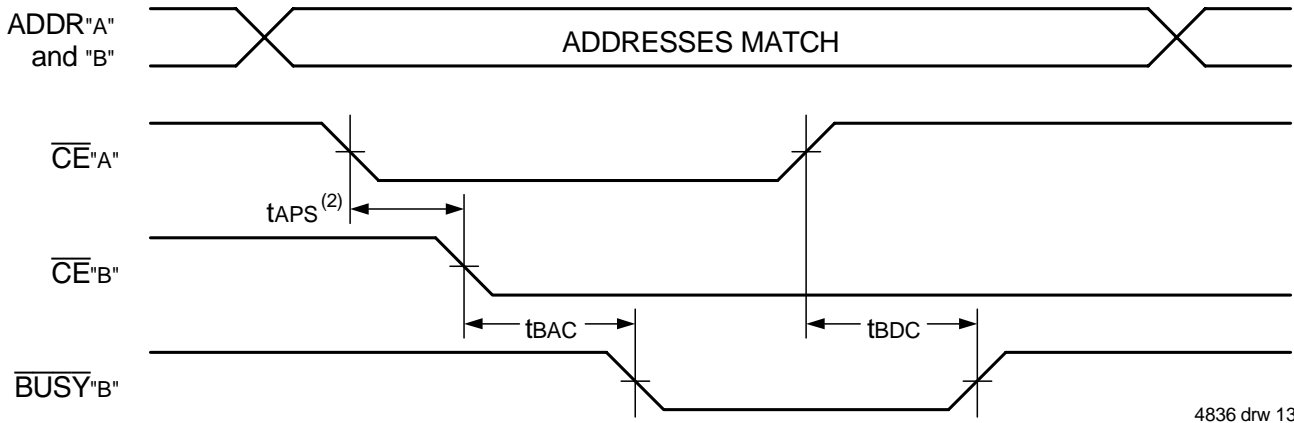 ADDR"A"
and "B"
ADDRESSES MATCH
CE"A"
tAPS(2)
CE"B"
tBAC
tBDC
BUSY"B"
4836 drw 13